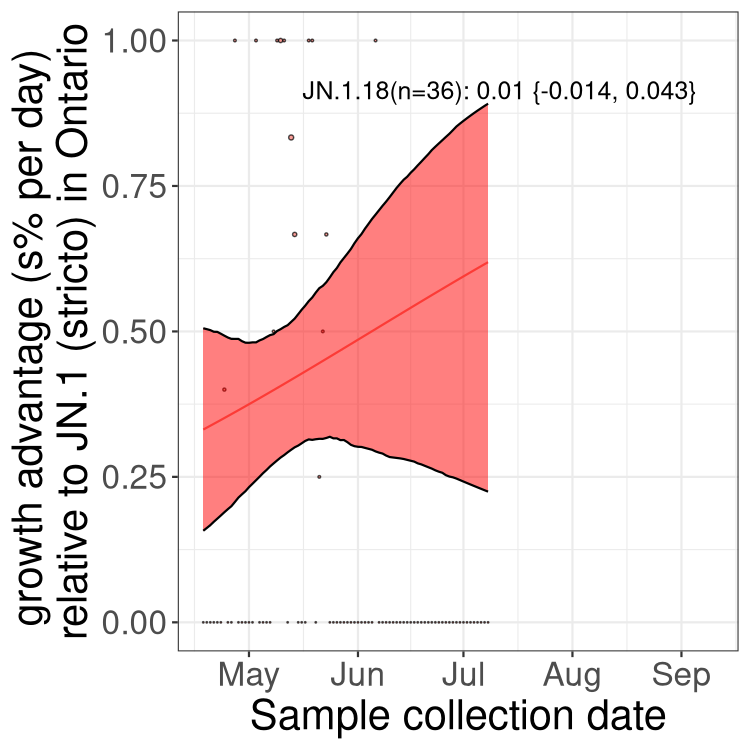 growth advantage (s% per day)
relative to JN.1 (stricto) in Ontario
1.00
0.75
0.50
0.25
0.00
JN.1.18(n=36): 0.01 {-0.014, 0.043}
May Jun Jul Aug Sep
Sample collection date